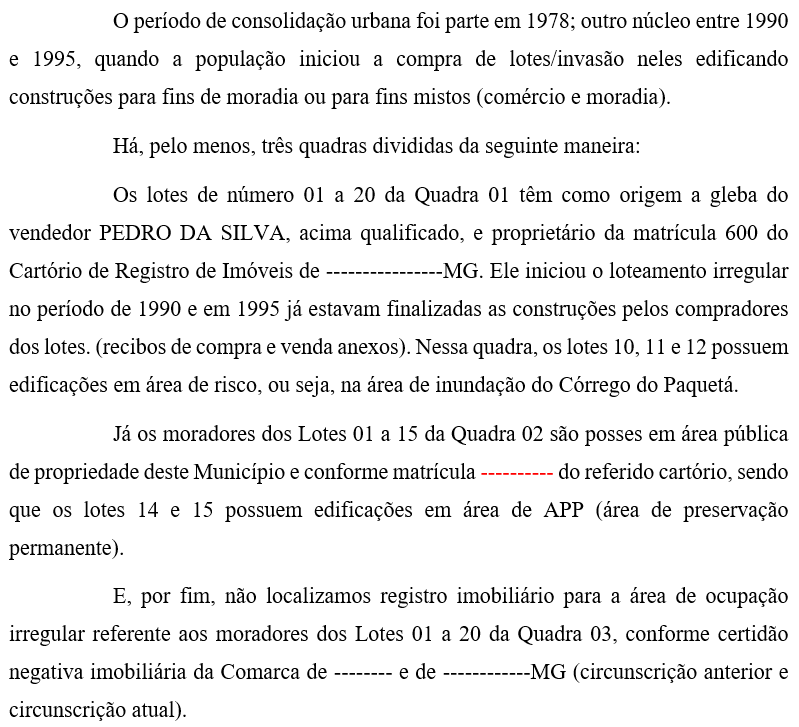 O período de consolidação urbana foi parte em 1978; outro núcleo entre 1990
e 1995, quando a população iniciou a compra de lotes/invasão neles edificando
construções para fins de moradia ou para fins mistos (comércio e moradia).
Há, pelo menos, três quadras divididas da seguinte maneira:
Os lotes de número 01 a 20 da Quadra 01 têm como origem a gleba do
vendedor PEDRO DA SILVA, acima qualificado, e proprietário da matrícula 600 do
Cartório de Registro de Imóveis de ----------------MG. Ele iniciou o loteamento irregular
no período de 1990 e em 1995 já estavam finalizadas as construções pelos compradores
dos lotes. (recibos de compra e venda anexos). Nessa quadra, os lotes 10, 11 e 12 possuem
edificações em área de risco, ou seja, na área de inundação do Córrego do Paquetá.
Já os moradores dos Lotes 01 a 15 da Quadra 02 são posses em área pública
de propriedade deste Município e conforme matrícula ---------- do referido cartório, sendo
que os lotes 14 e 15 possuem edificações em área de APP (área de preservação
permanente).
E, por fim, não localizamos registro imobiliário para a área de ocupação
irregular referente aos moradores dos Lotes 01 a 20 da Quadra 03, conforme certidão
negativa imobiliária da Comarca de -------- e de ------------MG (circunscrição anterior e
circunscrição atual).